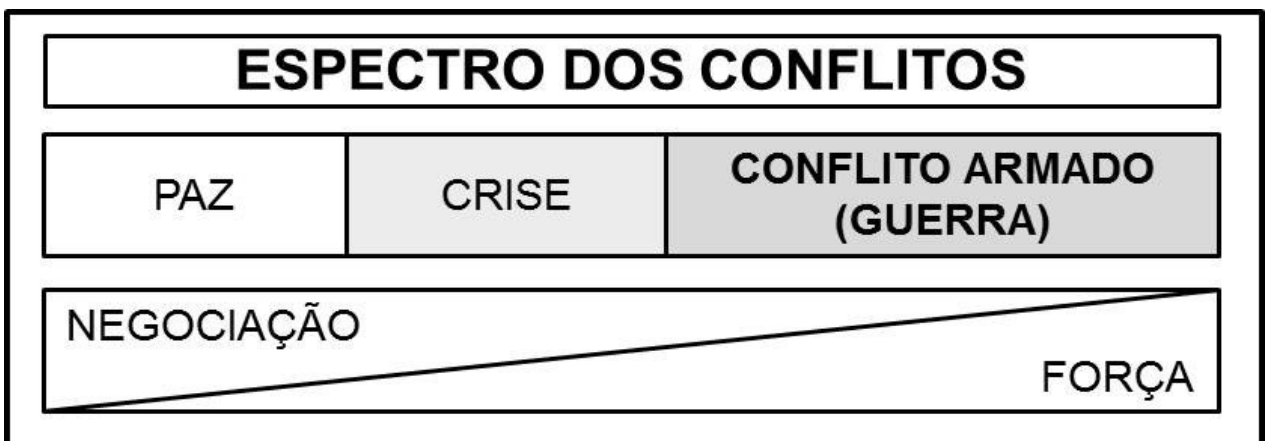 ESPECTRO DOS CONFLITOS
PAZ
CRISE
CONFLITO ARMADO
(GUERRA)
NEGOCIAÇÃO
FORÇA